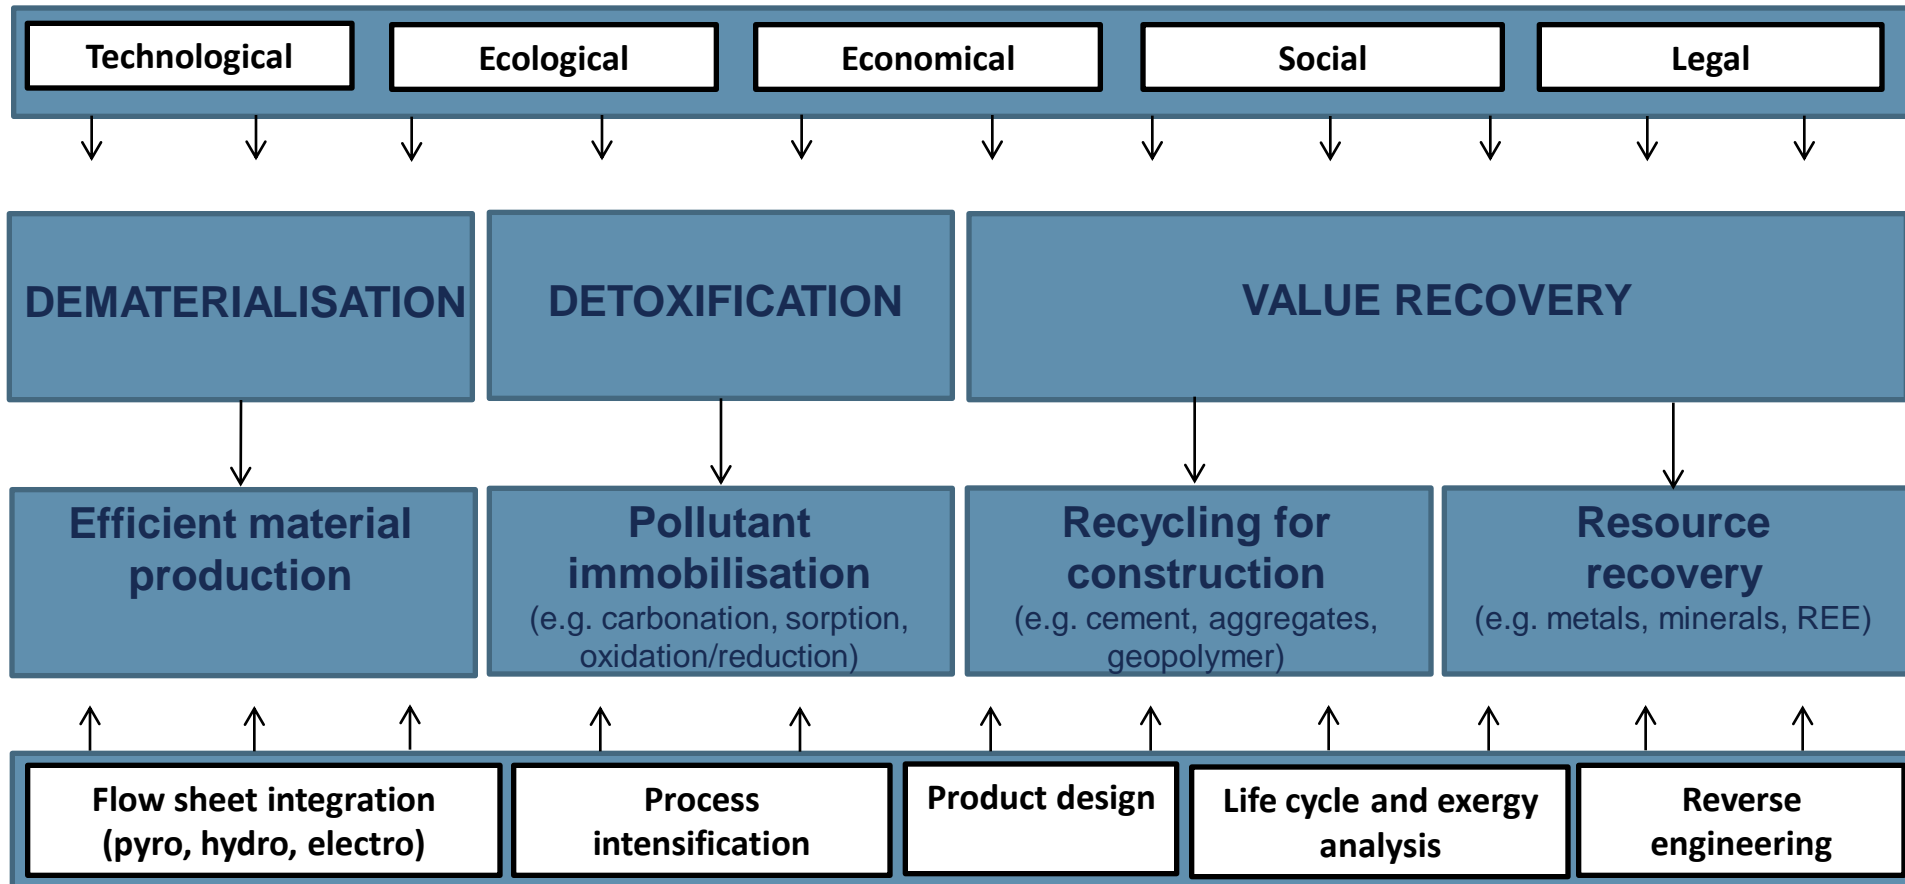 Technological
Ecological
Economical
Social
Legal
DEMATERIALISATION
DETOXIFICATION
VALUE RECOVERY
Efficient material
production
Pollutant
immobilisation
(e.g. carbonation, sorption,
oxidation/reduction)
Recycling for
construction
(e.g. cement, aggregates,
geopolymer)
Resource
recovery
(e.g. metals, minerals, REE)
Flow sheet integration
(pyro, hydro, electro)
Process
intensification
Product design
Life cycle and exergy
analysis
Reverse
engineering